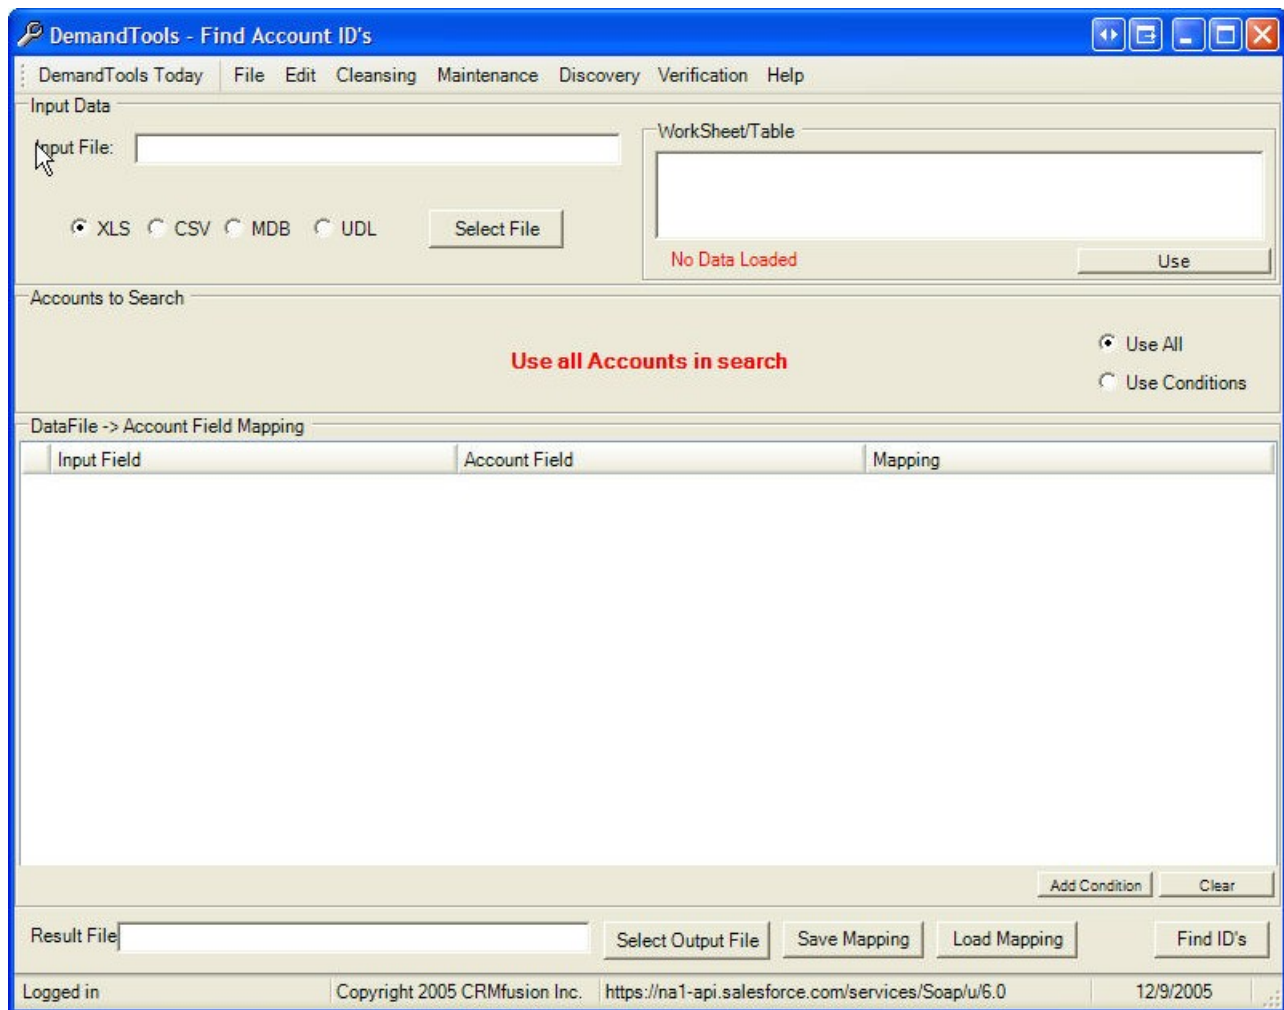 DemandTools - Find Account ID's
DemandTools Today File Edit Cleansing Maintenance Discovery Verification Help
Input Data
Input File:
WorkSheet/Table
XLS CSV MDB UDL Select File
No Data Loaded Use
Accounts to Search
Use all Accounts in search
Use All
Use Conditions
DataFile -> Account Field Mapping
Input Field Account Field Mapping
Add Condition Clear
Result File Select Output File Save Mapping Load Mapping Find ID's
Logged in Copyright 2005 CRMfusion Inc. https://na1-api.salesforce.com/services/Soap/u/6.0 12/9/2005